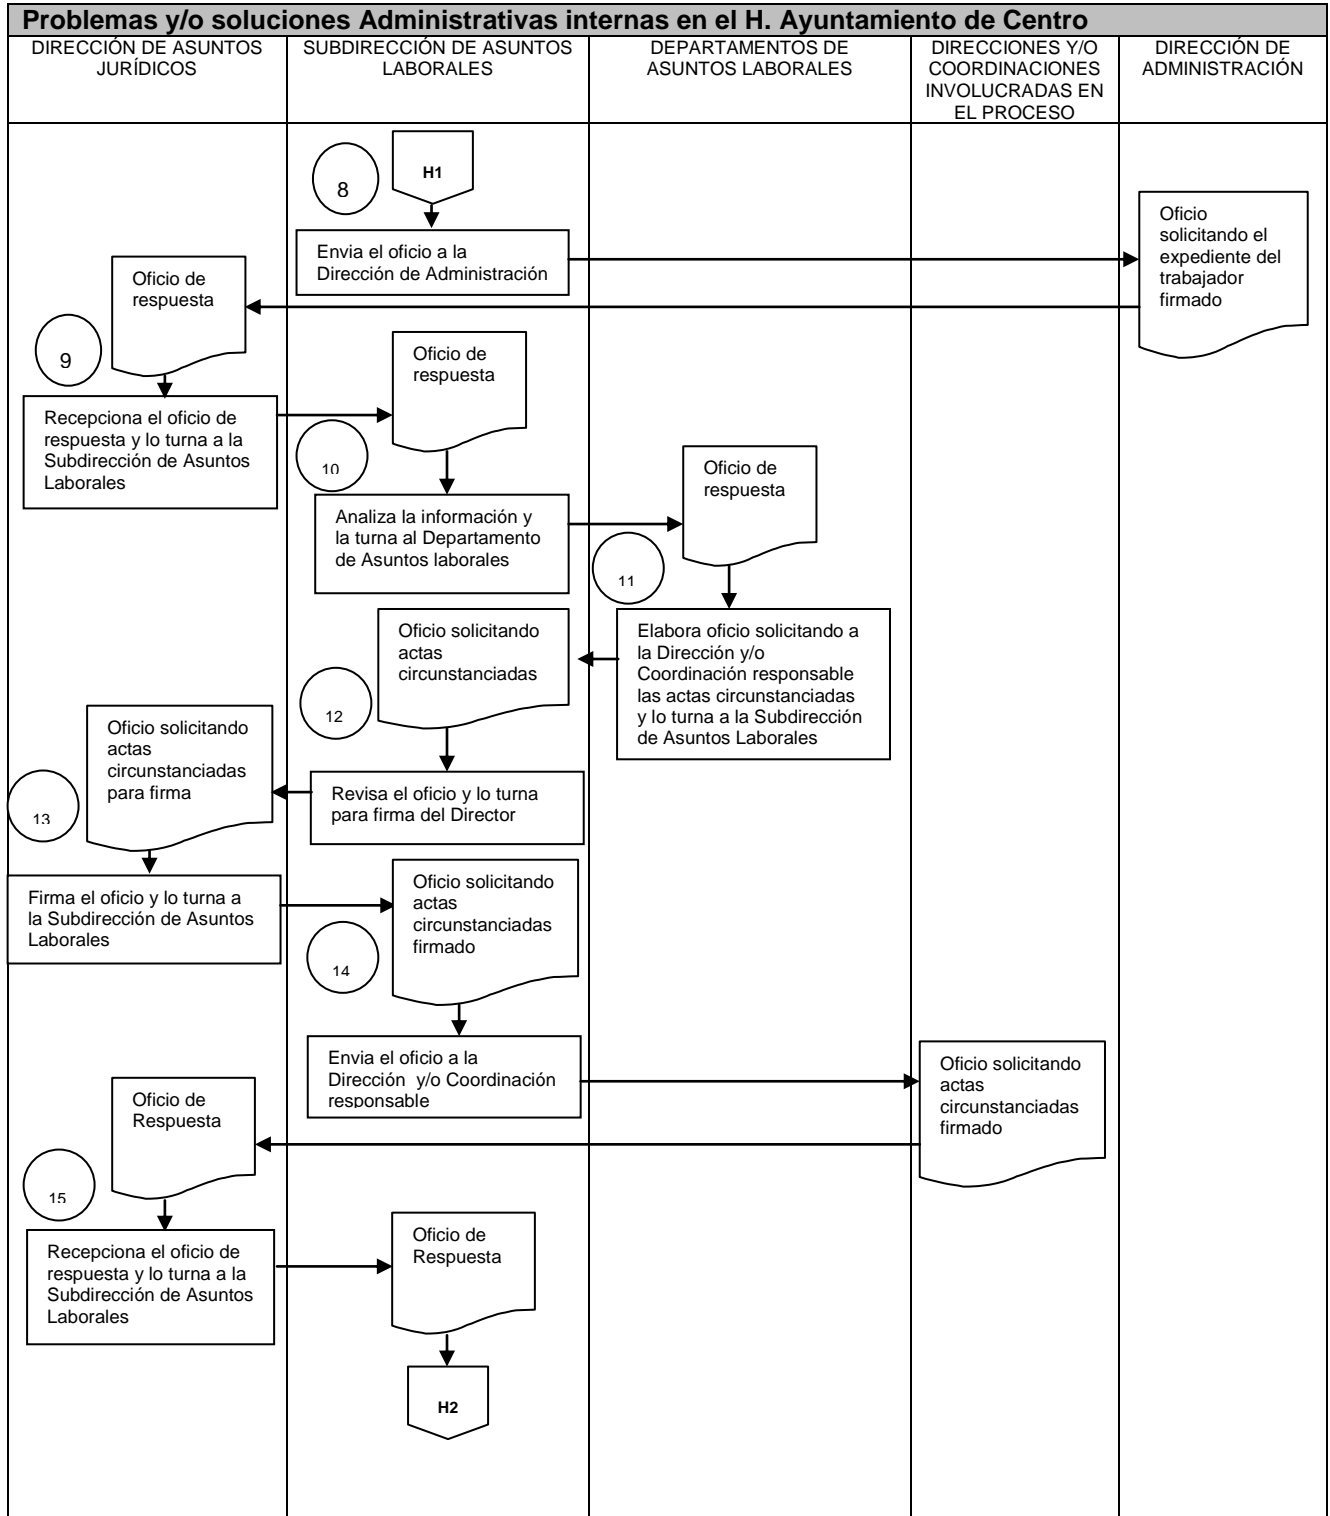 Problemas y/o soluciones Administrativas internas en el H. Ayuntamiento de Centro
DIRECCIÓN DE ASUNTOS
JURÍDICOS
SUBDIRECCIÓN DE ASUNTOS
LABORALES
DEPARTAMENTOS DE
ASUNTOS LABORALES
DIRECCIONES Y/O
COORDINACIONES
INVOLUCRADAS EN
EL PROCESO
DIRECCIÓN DE
ADMINISTRACIÓN
H1
8
Envia el oficio a la
Dirección de Administración
Oficio
solicitando el
expediente del
trabajador
firmado
Oficio de
respuesta
9
Recepciona el oficio de
respuesta y lo turna a la
Subdirección de Asuntos
Laborales
Oficio de
respuesta
10
Analiza la información y
la turna al Departamento
de Asuntos laborales
Oficio de
respuesta
11
Elabora oficio solicitando a
la Dirección y/o
Coordinación responsable
las actas circunstanciadas
y lo turna a la Subdirección
de Asuntos Laborales
Oficio solicitando
actas
circunstanciadas
12
Revisa el oficio y lo turna
para firma del Director
Oficio solicitando
actas
circunstanciadas
para firma
13
Firma el oficio y lo turna a
la Subdirección de Asuntos
Laborales
Oficio solicitando
actas
circunstanciadas
firmado
14
Envia el oficio a la
Dirección y/o Coordinación
responsable
Oficio solicitando
actas
circunstanciadas
firmado
Oficio de
Respuesta
15
Recepciona el oficio de
respuesta y lo turna a la
Subdirección de Asuntos
Laborales
Oficio de
Respuesta
H2